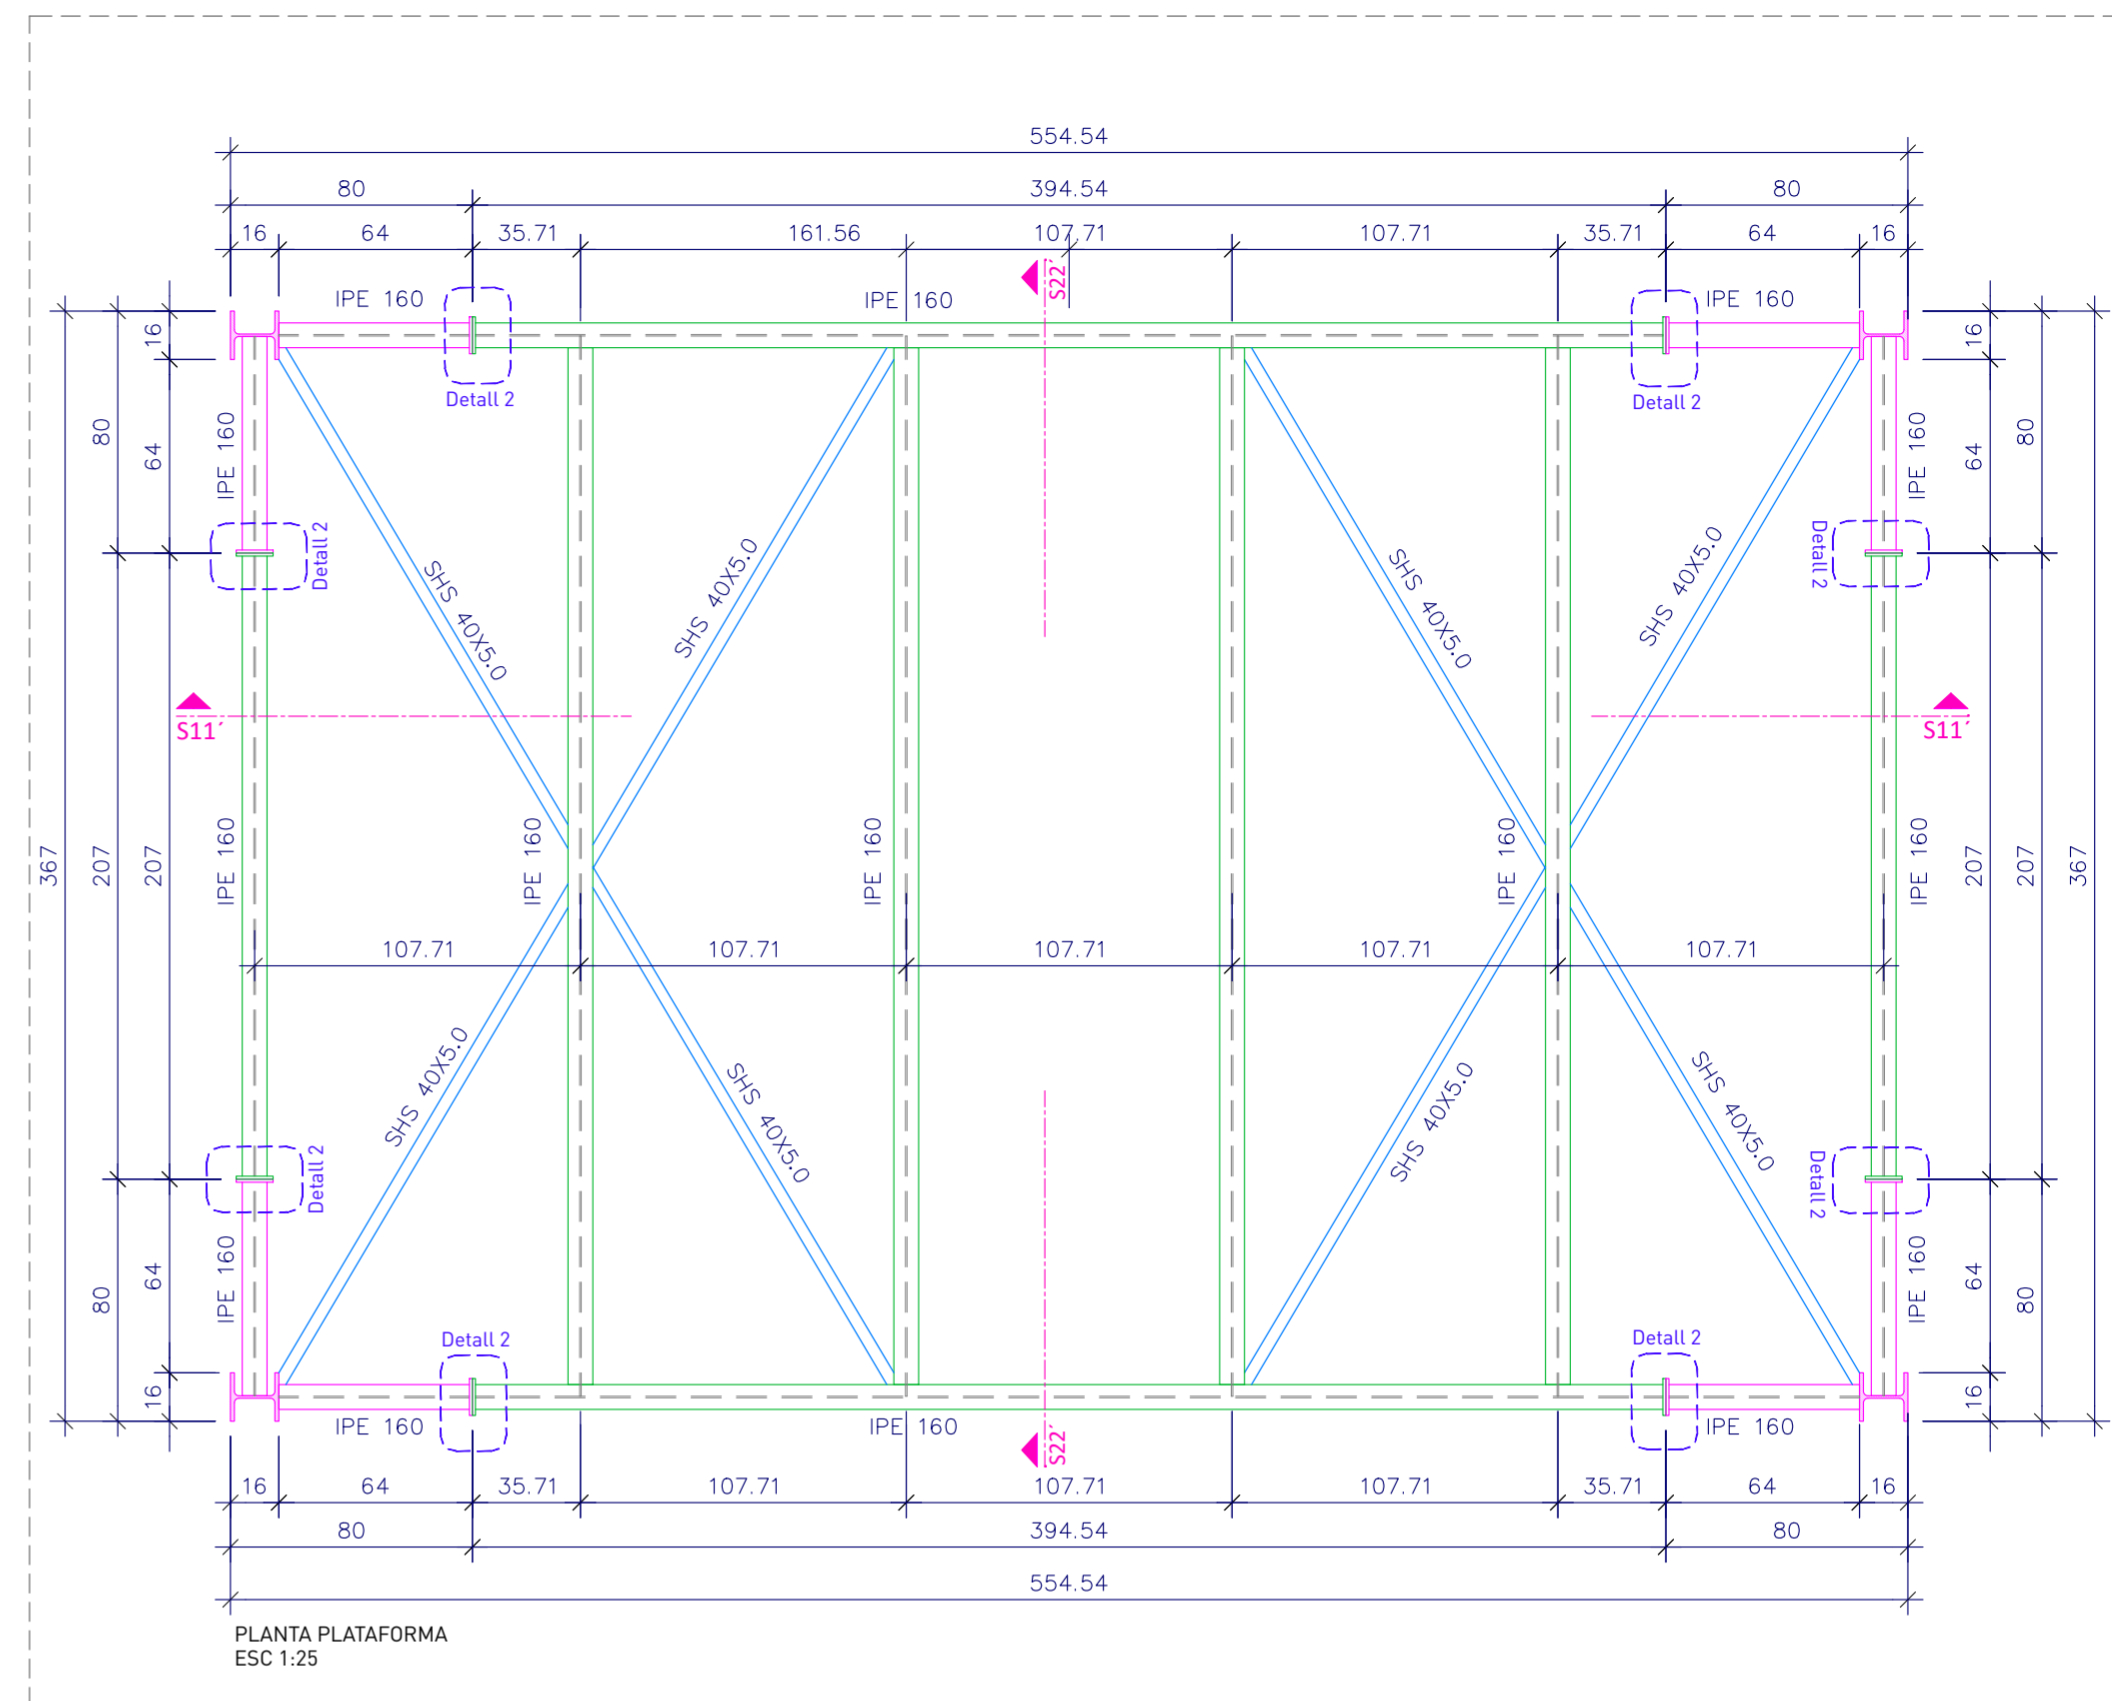 554.54
80 394.54 80
16 64 35.71 161.56 107.71 107.71 35.71 64 16
IPE 160 IPE 160 S22´ IPE 160
Detall 2 Detall 2
16 16
80 64 IPE 160 IPE 160 64 80
Detall 2 Detall 2
SHS 40X5.0 SHS 40X5.0 SHS 40X5.0 SHS 40X5.0
S11´ S11´
367 207 207 IPE 160 IPE 160 IPE 160 IPE 160 IPE 160 207 207 367
107.71 107.71 107.71 107.71 107.71
SHS 40X5.0 SHS 40X5.0 SHS 40X5.0 SHS 40X5.0
Detall 2 Detall 2
80 64 IPE 160 IPE 160 64 80
Detall 2 Detall 2
16 16
IPE 160 IPE 160 S22´ IPE 160
16 64 35.71 107.71 107.71 107.71 35.71 64 16
80 394.54 80
554.54
PLANTA PLATAFORMA
ESC 1:25